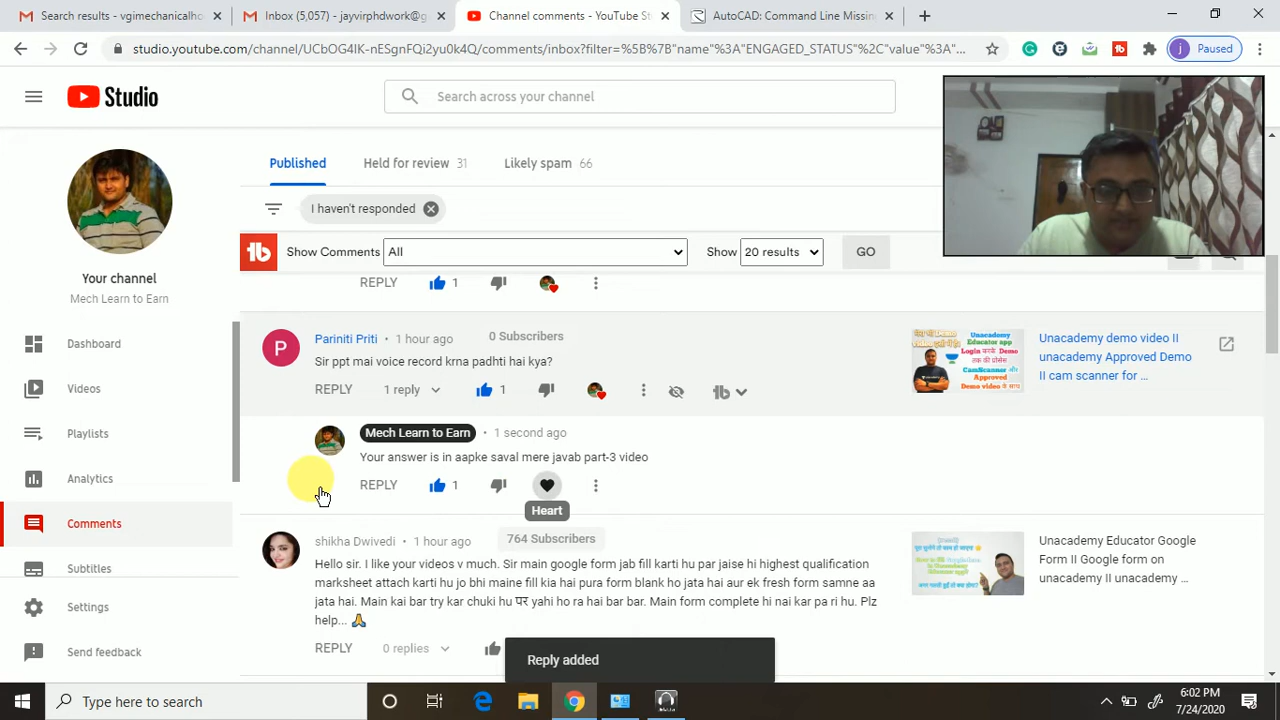 Search results - vgimechanicalho
Inbox (5,057) - jayvirphdwork@g
Channel comments - YouTube St
AutoCAD: Command Line Missin
studio.youtube.com/channel/UCbOG4IK-nESgnFQi2yu0k4Q/comments/inbox?filter=%5B%7B"name"%3A"ENGAGED_STATUS"%2C"value"%3A"...
j Paused
Studio
Search across your channel
Published
Held for review 31
Likely spam 66
I haven't responded
Show Comments All
Show 20 results
GO
REPLY 1
Your channel
Mech Learn to Earn
Dashboard
Videos
Playlists
Analytics
Comments
Subtitles
Settings
Send feedback
P
Pariniti Priti • 1 hour ago 0 Subscribers
Sir ppt mai voice record krna padhti hai kya?
REPLY 1 reply 1
Unacademy demo video II
unacademy Approved Demo
II cam scanner for ...
Mech Learn to Earn • 1 second ago
Your answer is in aapke saval mere javab part-3 video
REPLY 1
Heart
shikha Dwivedi • 1 hour ago 764 Subscribers
Hello sir. I like your videos v much. Sir main google form jab fill karti hu par jaise hi highest qualification
marksheet attach karti hu jo bhi maine fill kia hai pura form blank ho jata hai aur ek fresh form samne aa
jata hai. Main kai bar try kar chuki hu पर yahi ho ra hai bar bar. Main form complete hi nai kar pa ri hu. Plz
help... 🙏
REPLY 0 replies
Unacademy Educator Google
Form II Google form on
unacademy II unacademy ...
Reply added
Type here to search
6:02 PM
7/24/2020